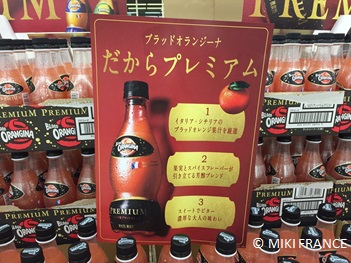 PREMIUM
ブラッドオランジーナ
だからプレミアム
1
イタリア・シチリアの
ブラッドオレンジ果汁を厳選
2
果実とスパイスフレーバーが
引き立てる芳醇ブレンド
3
スイートでビター
濃厚な大人の味わい
ORANGINA
PREMIUM
PREMIUM
ORANGINA
PREMIUM
ORANGINA
© MIKI FRANCE